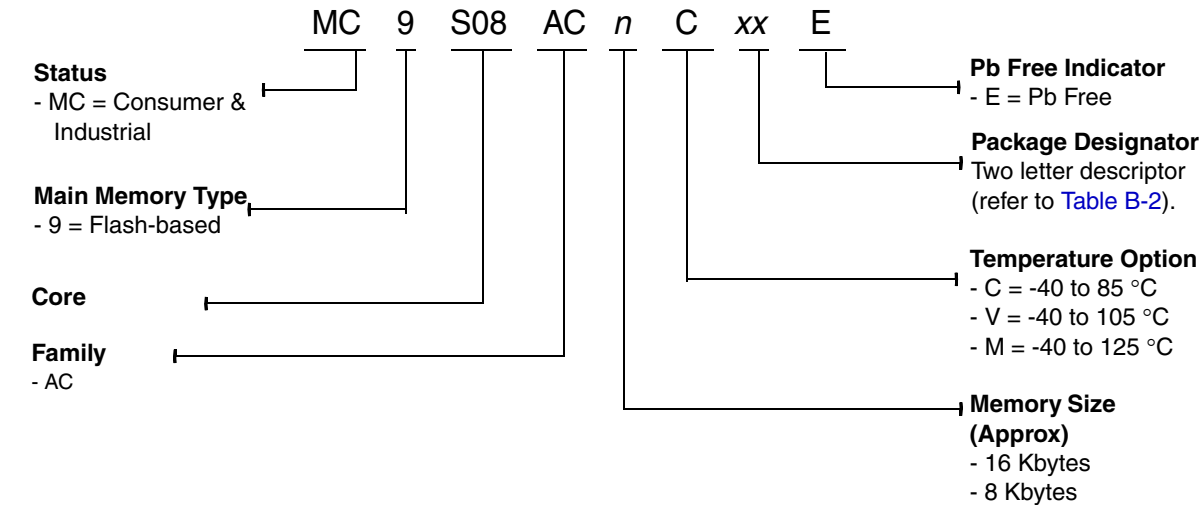 MC 9 S08 AC n C xx E
Status
- MC = Consumer &
Industrial
Main Memory Type
- 9 = Flash-based
Core
Family
- AC
Pb Free Indicator
- E = Pb Free
Package Designator
Two letter descriptor
(refer to Table B-2).
Temperature Option
- C = -40 to 85 °C
- V = -40 to 105 °C
- M = -40 to 125 °C
Memory Size
(Approx)
- 16 Kbytes
- 8 Kbytes